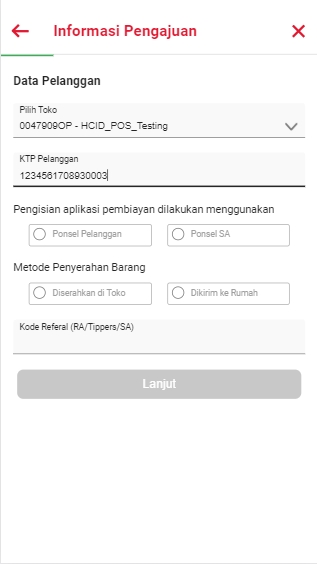 Informasi Pengajuan
Data Pelanggan
Pilih Toko
0047909OP - HCID_POS_Testing
KTP Pelanggan
1234561708930003
Pengisian aplikasi pembiayan dilakukan menggunakan
Ponsel Pelanggan
Ponsel SA
Metode Penyerahan Barang
Diserahkan di Toko
Dikirim ke Rumah
Kode Referal (RA/Tippers/SA)
Lanjut